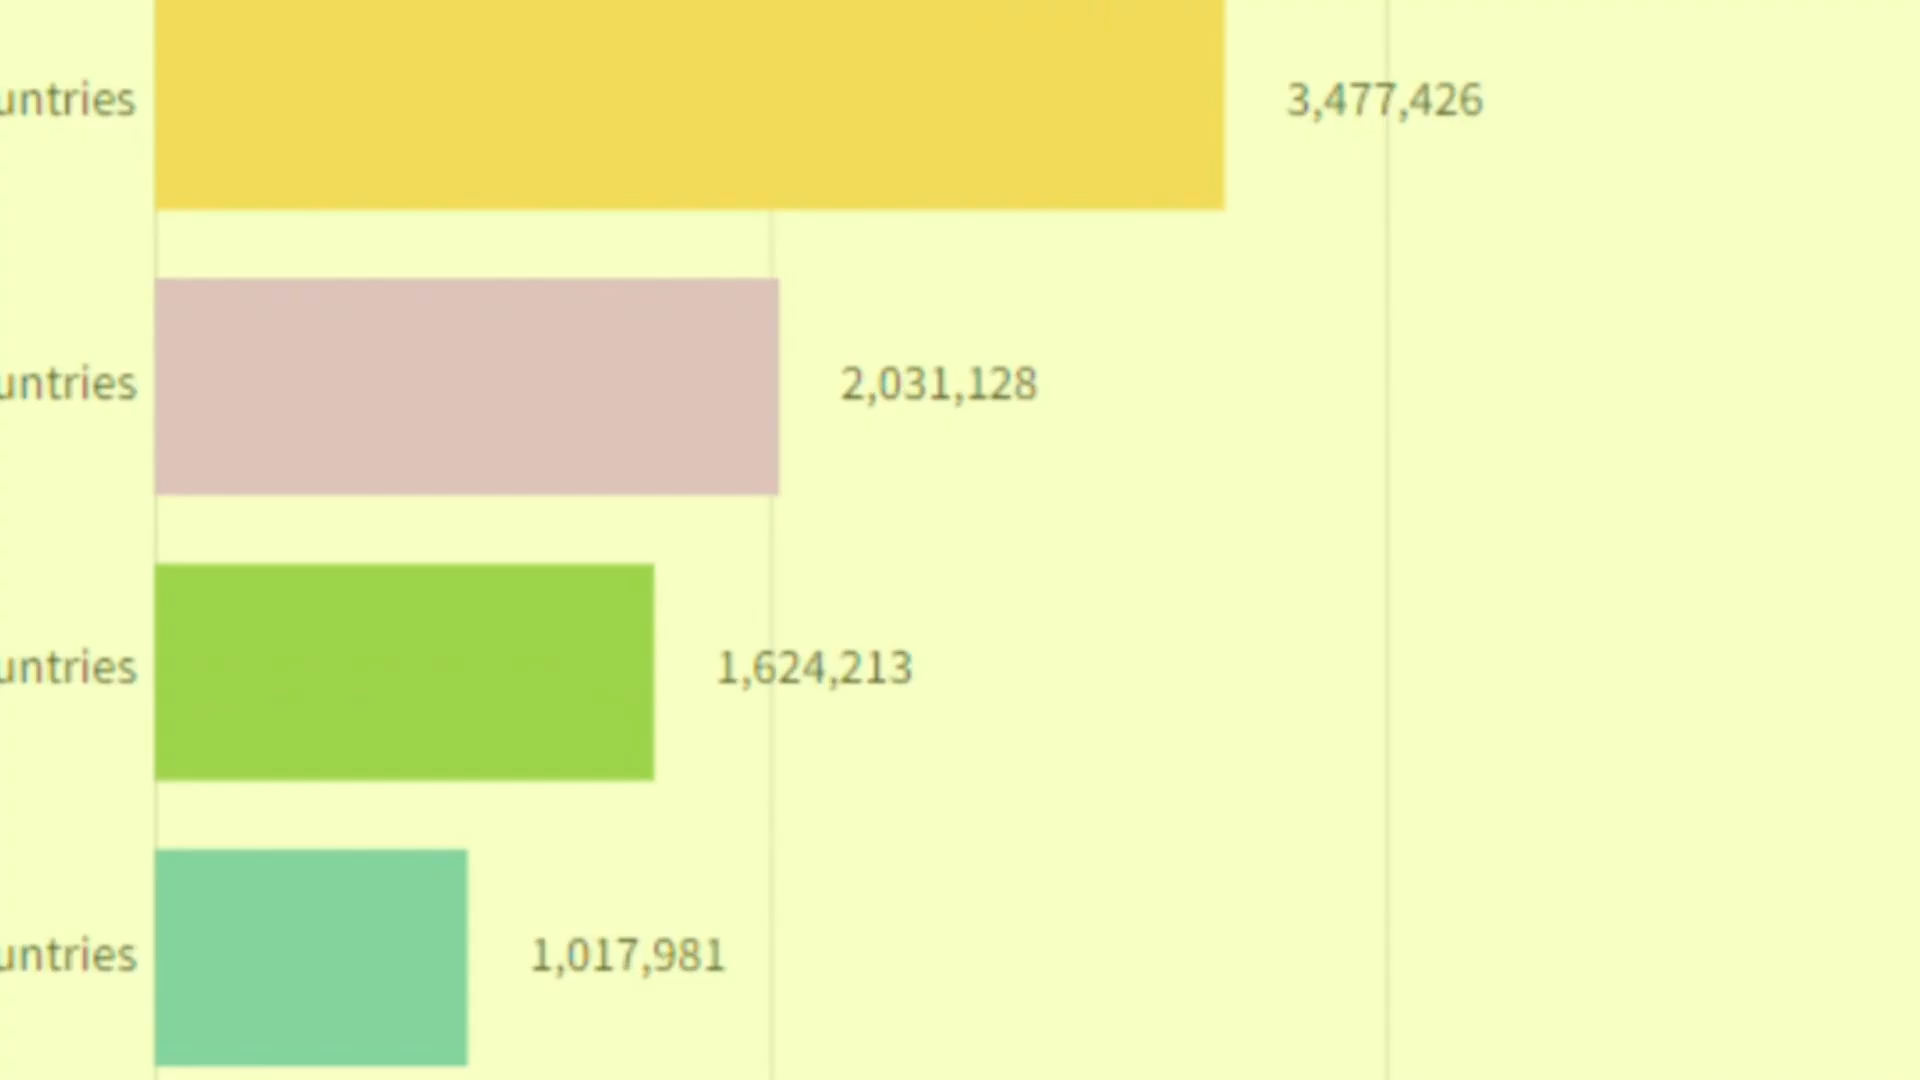 untries 3,477,426
untries 2,031,128
untries 1,624,213
untries 1,017,981